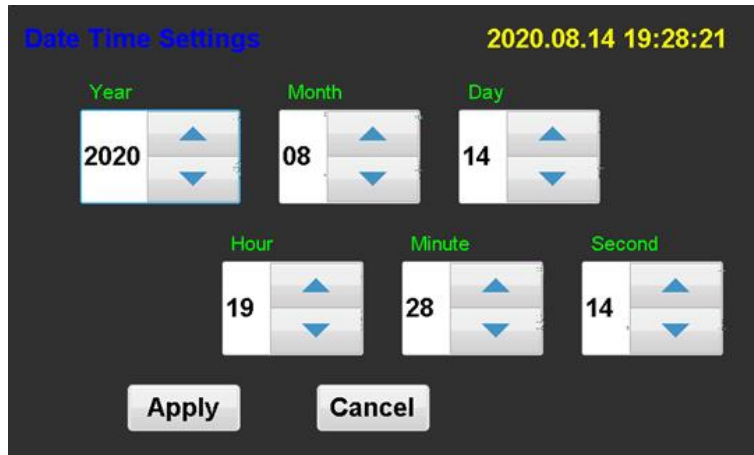 Date Time Settings 2020.08.14 19:28:21
Year Month Day
2020 08 14
Hour Minute Second
19 28 14
Apply Cancel